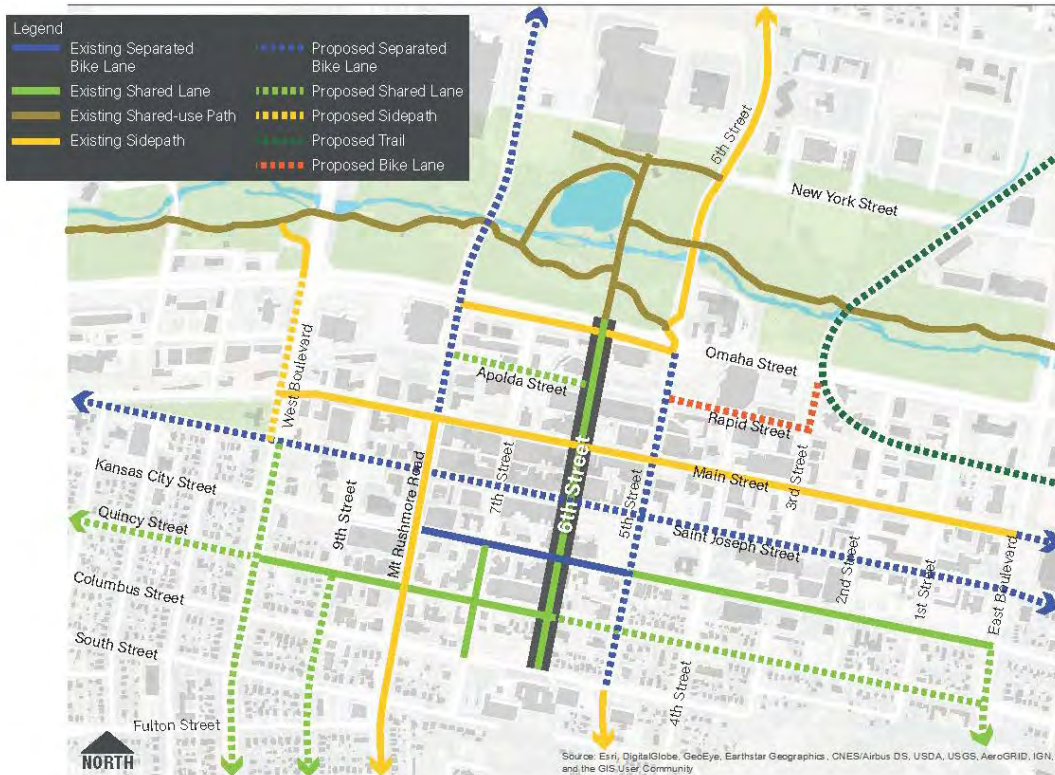 Legend
Existing Separated
Bike Lane
Existing Shared Lane
Existing Shared-use Path
Existing Sidepath
Proposed Separated
Bike Lane
Proposed Shared Lane
Proposed Sidepath
Proposed Trail
Proposed Bike Lane
5th Street
New York Street
West Boulevard
Omaha Street
Apolda Street
Rapid Street
Kansas City Street
Quincy Street
9th Street
Mt Rushmore Road
7th Street
6th Street
5th Street
Main Street
3rd Street
Saint Joseph Street
2nd Street
1st Street
East Boulevard
Columbus Street
South Street
4th Street
Fulton Street
NORTH
Source: Esri, DigitalGlobe, GeoEye, Earthstar Geographics, CNES/Airbus DS, USDA, USGS, AeroGRID, IGN,
and the GIS User Community